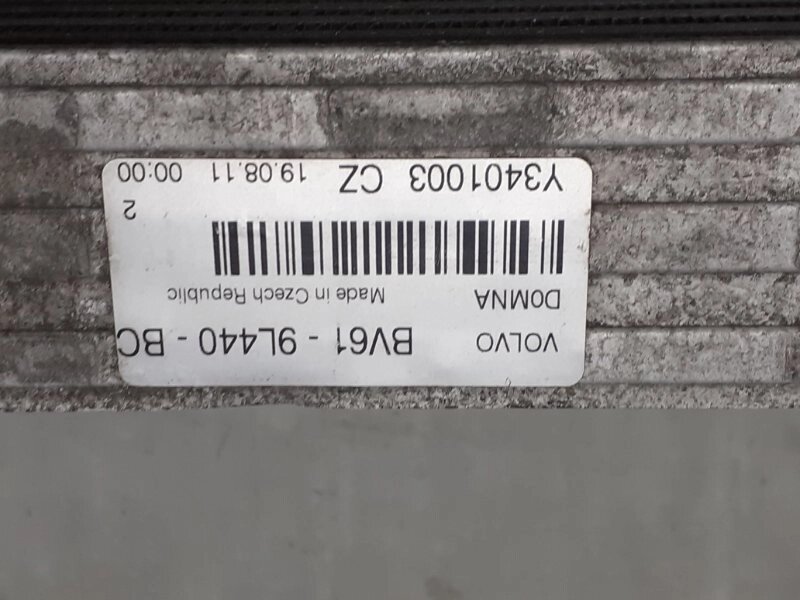 VOLVO BV61 - 9L440 - BC
DOMNA Made in Czech Republic
2
Y3401003 CZ 19.08.11 00:00